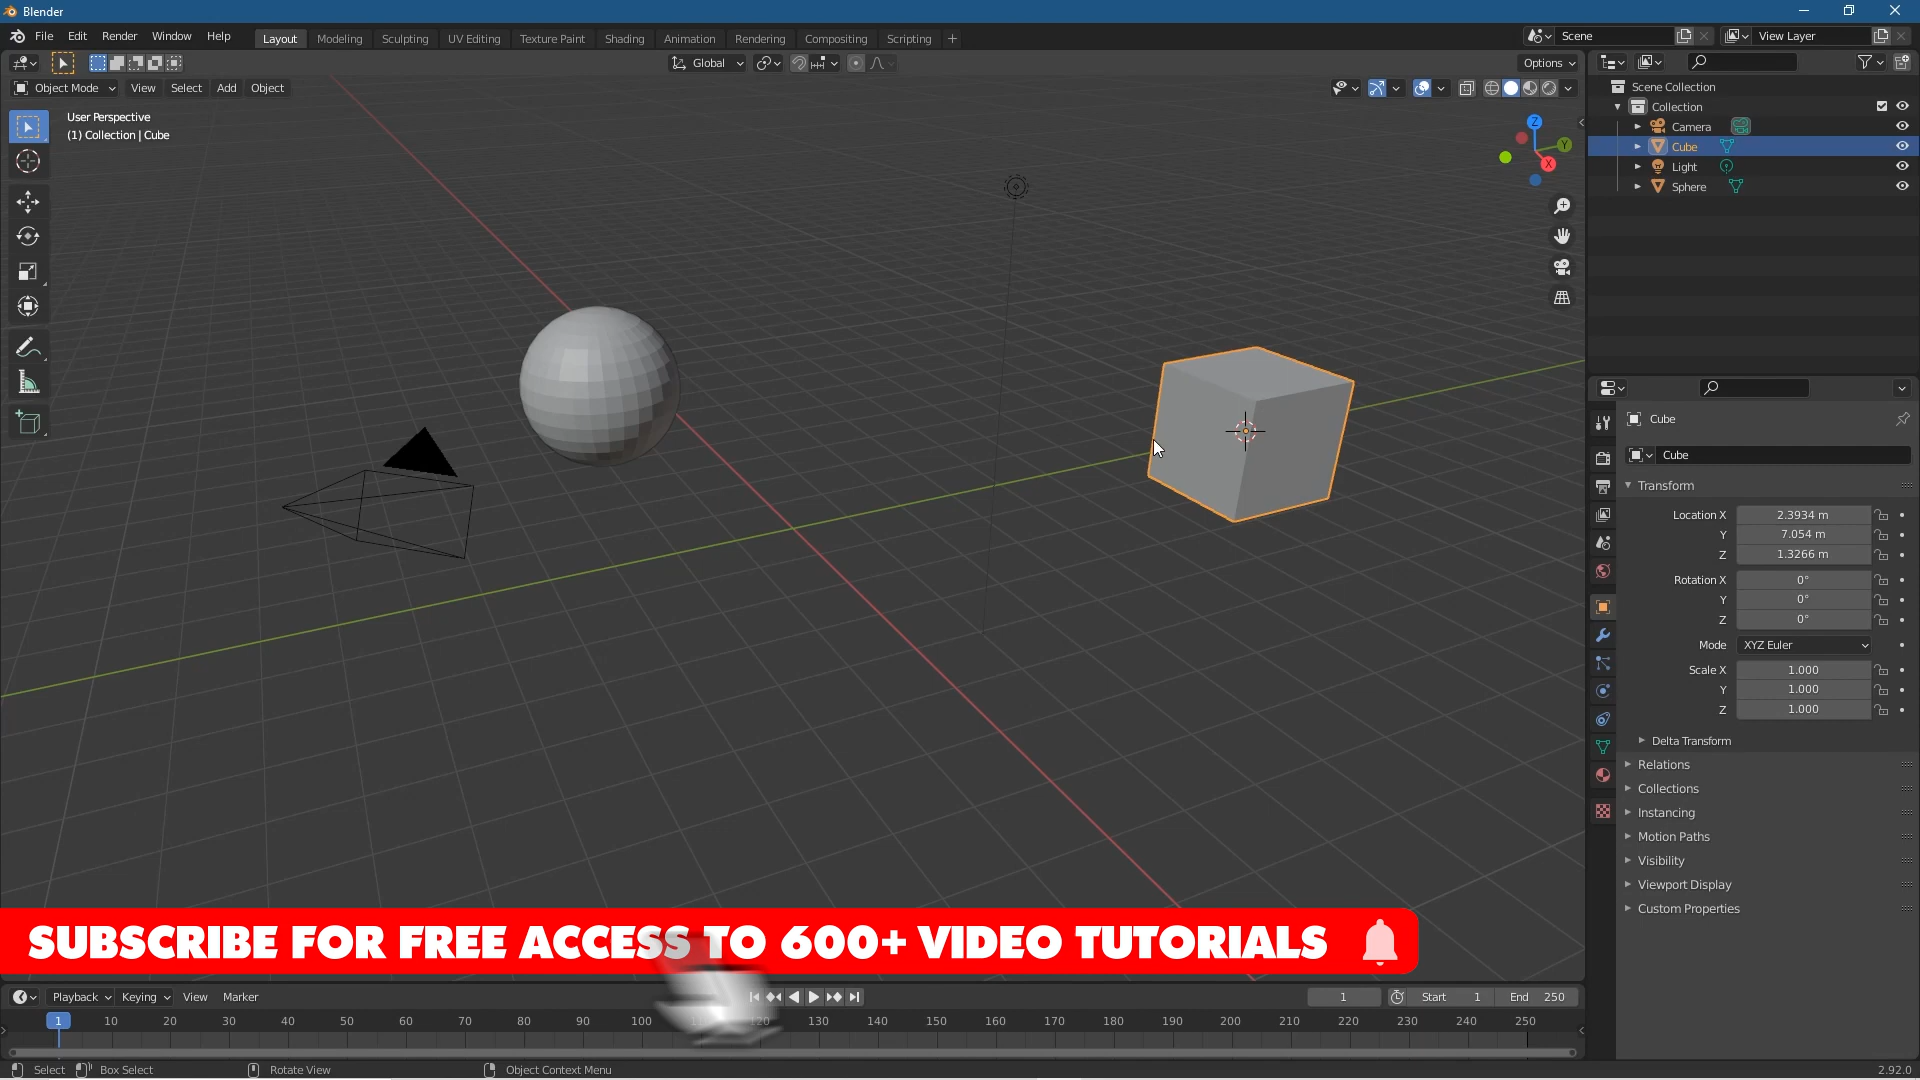 Blender
File Edit Render Window Help
Layout Modeling Sculpting UV Editing Texture Paint Shading Animation Rendering Compositing Scripting +
Scene
View Layer
Global
Options
Object Mode View Select Add Object
User Perspective
(1) Collection | Cube
Z
Y
X
Scene Collection
Collection
Camera
Cube
Light
Sphere
Cube
Cube
Transform
Location X 2.3934 m
Y 7.054 m
Z 1.3266 m
Rotation X 0°
Y 0°
Z 0°
Mode XYZ Euler
Scale X 1.000
Y 1.000
Z 1.000
Delta Transform
Relations
Collections
Instancing
Motion Paths
Visibility
Viewport Display
Custom Properties
SUBSCRIBE FOR FREE ACCESS TO 600+ VIDEO TUTORIALS
Playback Keying View Marker
1 Start 1 End 250
1 10 20 30 40 50 60 70 80 90 100 120 130 140 150 160 170 180 190 200 210 220 230 240 250
Select Box Select Rotate View Object Context Menu
2.92.0